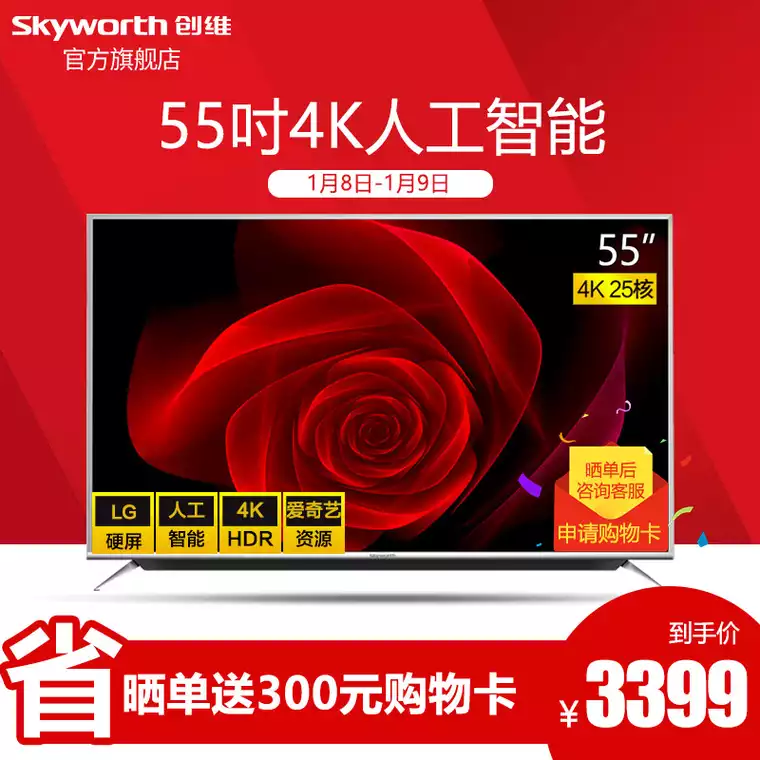 Skyworth 创维
官方旗舰店
55吋4K人工智能
1月8日-1月9日
55”
4K 25核
LG
硬屏
人工
智能
4K
HDR
爱奇艺
资源
晒单后
咨询客服
申请购物卡
Skyworth
省
晒单送300元购物卡
到手价
¥3399